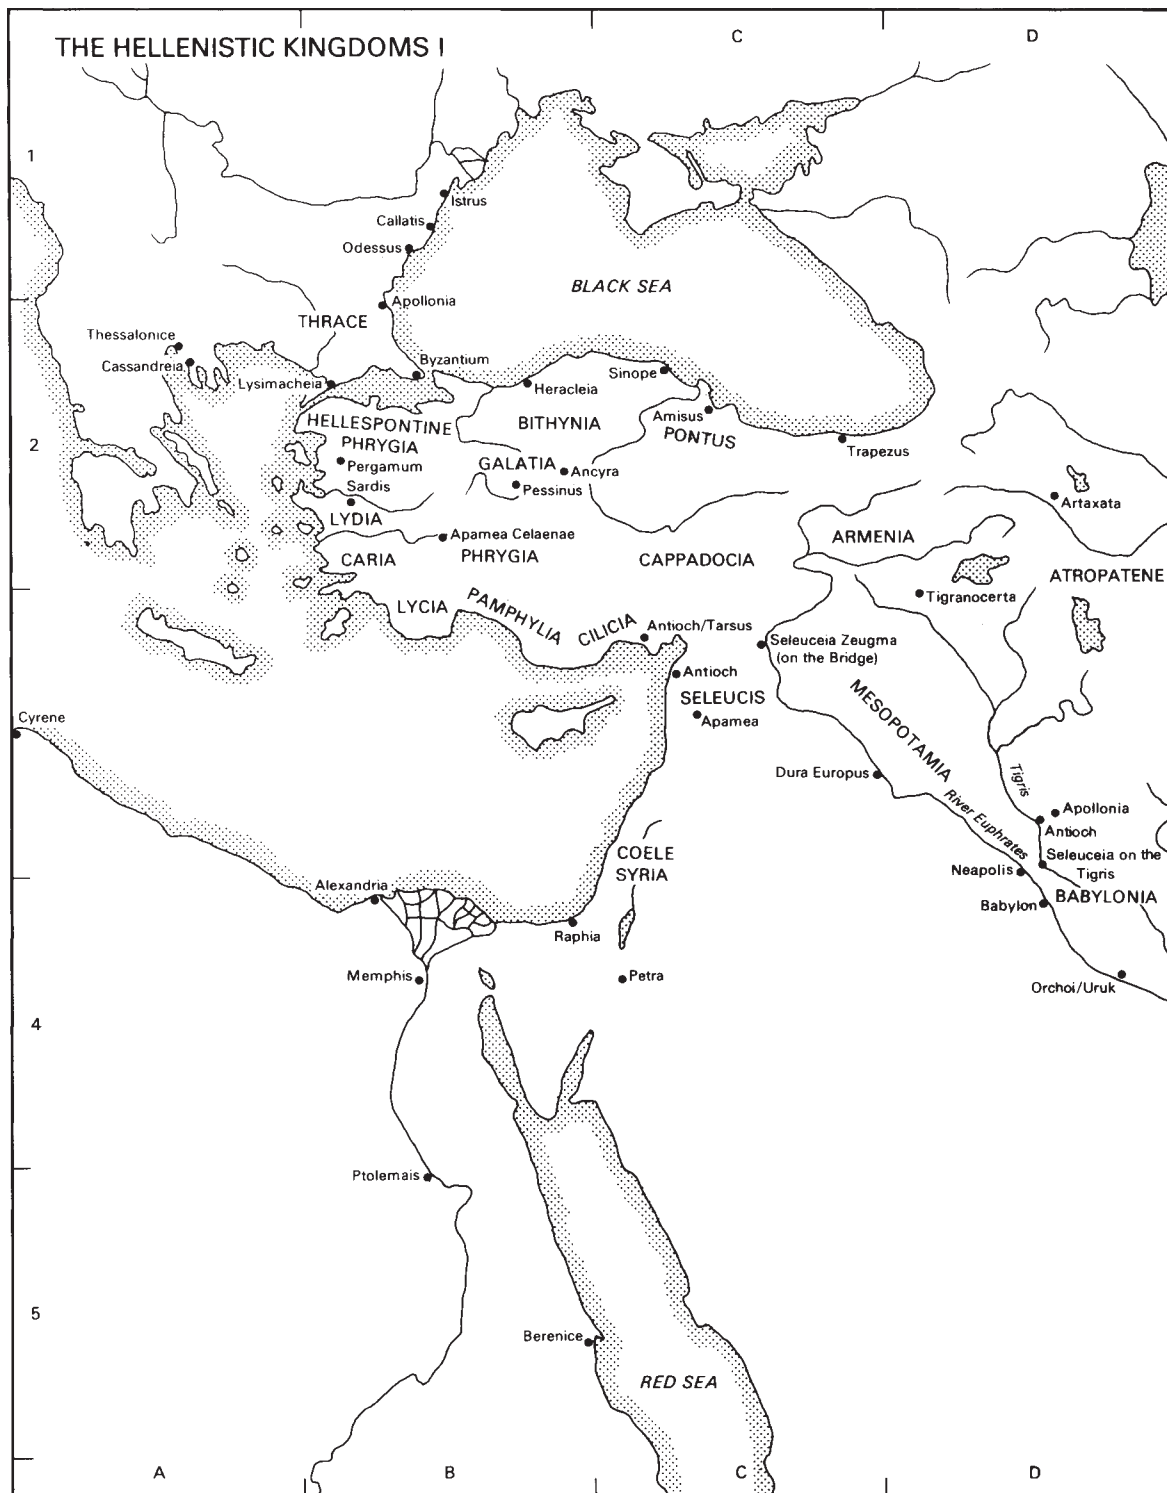 THE HELLENISTIC KINGDOMS I
C
D
1
Istrus
Callatis
Odessus
BLACK SEA
Apollonia
THRACE
Thessalonice
Cassandreia
Byzantium
Lysimacheia
Heracleia
Sinope
HELLESPONTINE
PHRYGIA
BITHYNIA
Amisus
PONTUS
2
Trapezus
Pergamum
GALATIA
Ancyra
Sardis
Pessinus
Artaxata
LYDIA
Apamea Celaenae
ARMENIA
CARIA
PHRYGIA
CAPPADOCIA
ATROPATENE
Tigranocerta
LYCIA
PAMPHYLIA
CILICIA
Antioch/Tarsus
Seleuceia Zeugma
(on the Bridge)
Antioch
SELEUCIS
Apamea
MESOPOTAMIA
Cyrene
Dura Europus
Tigris
River Euphrates
Apollonia
Antioch
COELE
SYRIA
Seleuceia on the
Tigris
Neapolis
Alexandria
BABYLONIA
Babylon
Raphia
Memphis
Petra
Orchoi/Uruk
4
Ptolemais
5
Berenice
RED SEA
A
B
C
D